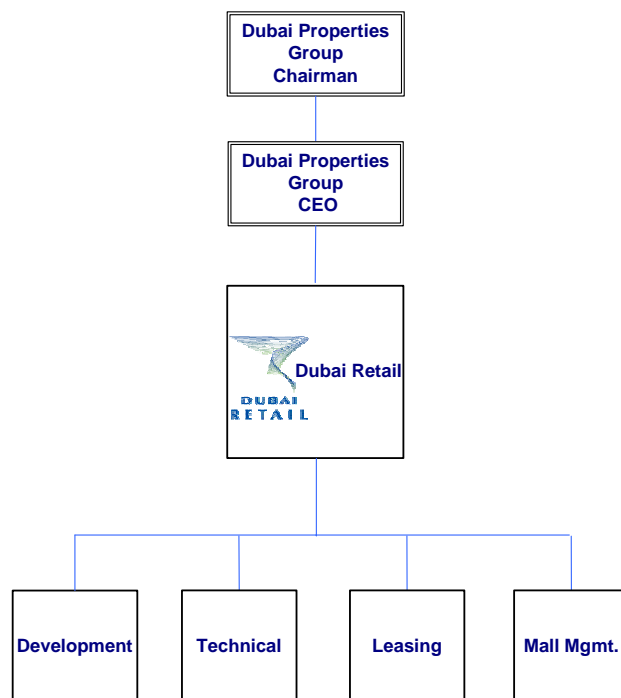 Dubai Properties
Group
Chairman
Dubai Properties
Group
CEO
Dubai Retail
DUBAI
RETAIL
Development
Technical
Leasing
Mall Mgmt.